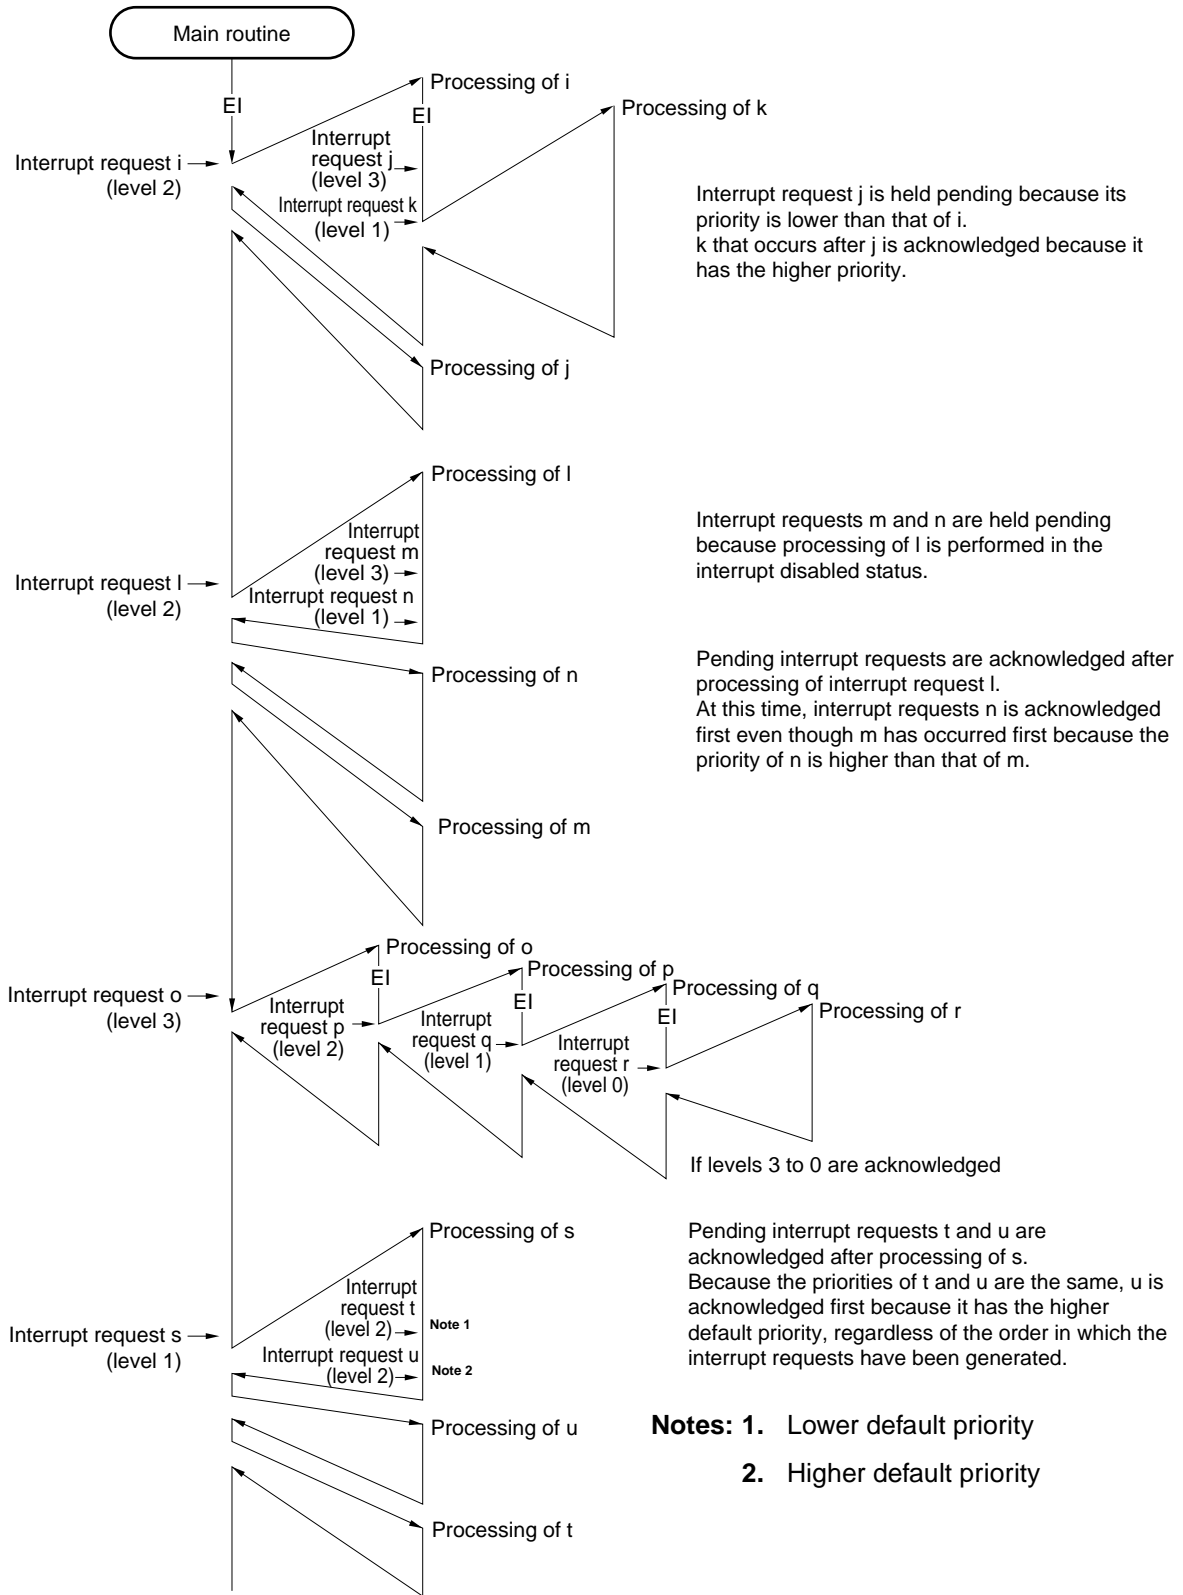 Main routine
EI
Interrupt request i
(level 2)
Processing of i
EI
Interrupt
request j
(level 3)
Interrupt request k
(level 1)
Processing of k
Interrupt request j is held pending because its
priority is lower than that of i.
k that occurs after j is acknowledged because it
has the higher priority.
Processing of j
Interrupt request l
(level 2)
Processing of l
Interrupt
request m
(level 3)
Interrupt request n
(level 1)
Interrupt requests m and n are held pending
because processing of l is performed in the
interrupt disabled status.
Processing of n
Pending interrupt requests are acknowledged after
processing of interrupt request l.
At this time, interrupt requests n is acknowledged
first even though m has occurred first because the
priority of n is higher than that of m.
Processing of m
Interrupt request o
(level 3)
Processing of o
EI
Interrupt
request p
(level 2)
Processing of p
EI
Interrupt
request q
(level 1)
Processing of q
EI
Interrupt
request r
(level 0)
Processing of r
If levels 3 to 0 are acknowledged
Interrupt request s
(level 1)
Processing of s
Interrupt
request t
(level 2)
Note 1
Interrupt request u
(level 2)
Note 2
Pending interrupt requests t and u are
acknowledged after processing of s.
Because the priorities of t and u are the same, u is
acknowledged first because it has the higher
default priority, regardless of the order in which the
interrupt requests have been generated.
Processing of u
Processing of t
Notes: 1. Lower default priority
2. Higher default priority